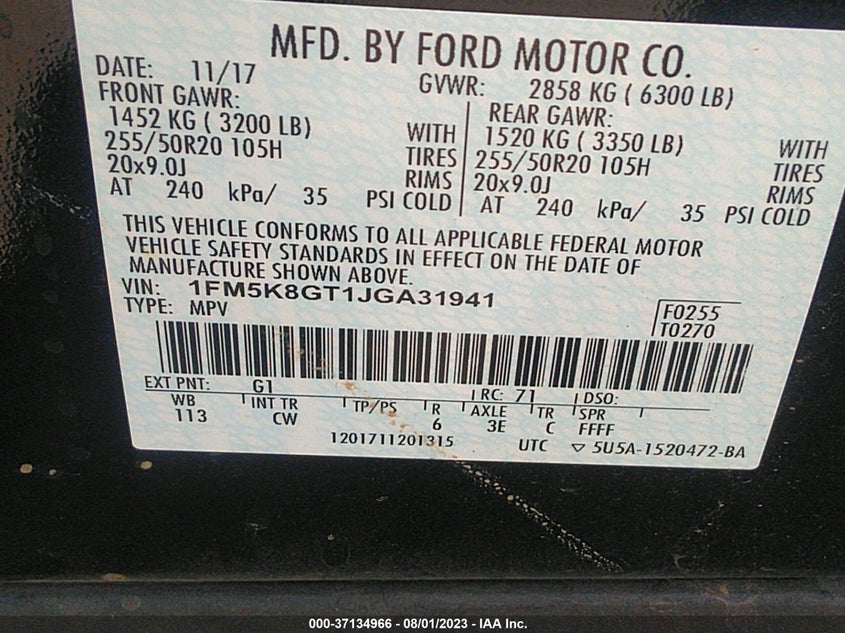 MFD. BY FORD MOTOR CO.
DATE: 11/17 GVWR: 2858 KG ( 6300 LB)
FRONT GAWR: REAR GAWR:
1452 KG ( 3200 LB) WITH 1520 KG ( 3350 LB) WITH
255/50R20 105H TIRES 255/50R20 105H TIRES
20x9.0J RIMS 20x9.0J RIMS
AT 240 kPa/ 35 PSI COLD AT 240 kPa/ 35 PSI COLD
THIS VEHICLE CONFORMS TO ALL APPLICABLE FEDERAL MOTOR
VEHICLE SAFETY STANDARDS IN EFFECT ON THE DATE OF
MANUFACTURE SHOWN ABOVE.
VIN: 1FM5K8GT1JGA31941
TYPE: MPV F0255
T0270
EXT PNT: G1 RC: 71 DSO:
WB INT TR TP/PS R AXLE TR SPR
113 CW 6 3E C FFFF
1201711201315 UTC ▽ 5U5A-1520472-BA
000-37134966 - 08/01/2023 - IAA Inc.